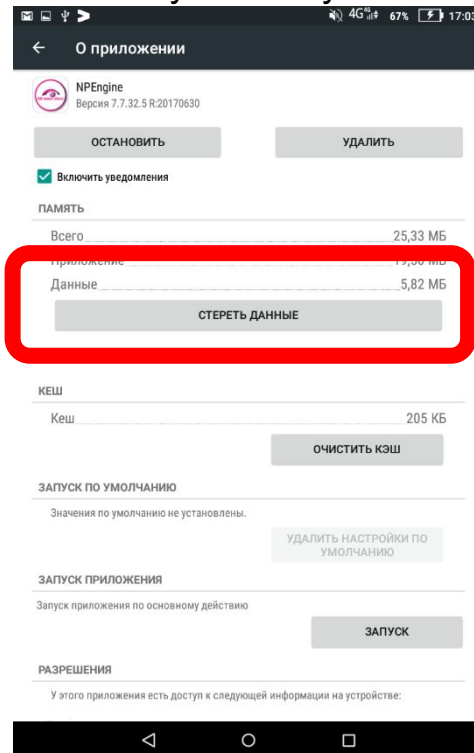 4G 67% 17:03
О приложении
NPEngine
Версия 7.7.32.5 R:20170630
ОСТАНОВИТЬ УДАЛИТЬ
Включить уведомления
ПАМЯТЬ
Всего 25,33 МБ
Приложение
Данные 5,82 МБ
СТЕРЕТЬ ДАННЫЕ
КЕШ
Кеш 205 КБ
ОЧИСТИТЬ КЭШ
ЗАПУСК ПО УМОЛЧАНИЮ
Значения по умолчанию не установлены.
УДАЛИТЬ НАСТРОЙКИ ПО
УМОЛЧАНИЮ
ЗАПУСК ПРИЛОЖЕНИЯ
Запуск приложения по основному действию
ЗАПУСК
РАЗРЕШЕНИЯ
У этого приложения есть доступ к следующей информации на устройстве: